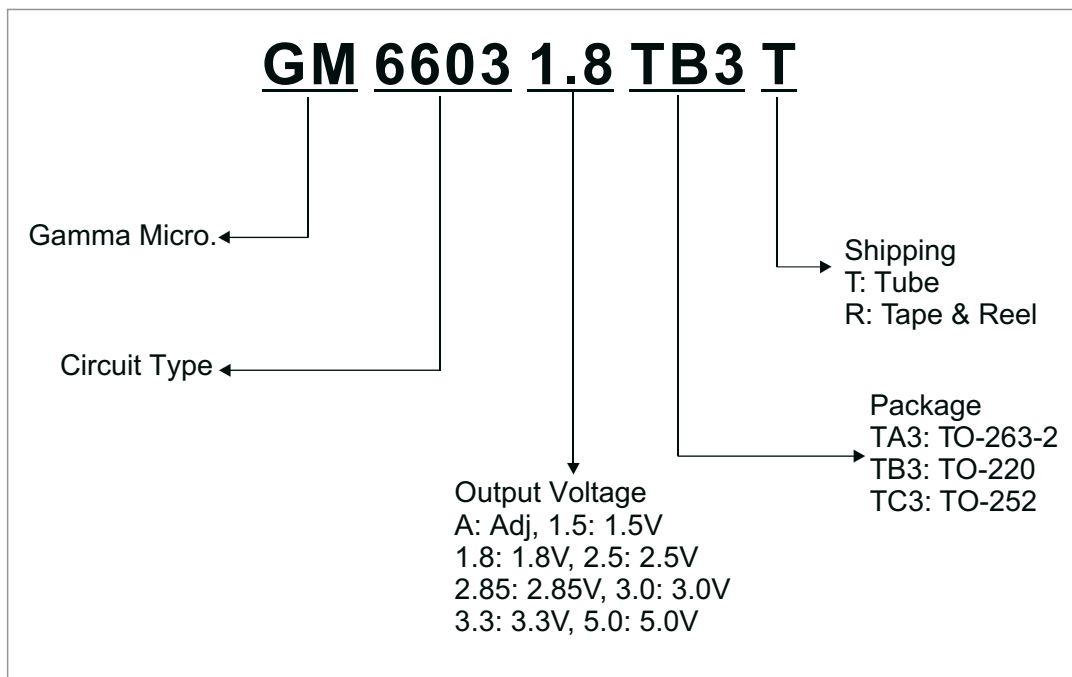 GM 6603 1.8 TB3 T
Gamma Micro.
Shipping
T: Tube
R: Tape & Reel
Circuit Type
Package
TA3: TO-263-2
TB3: TO-220
TC3: TO-252
Output Voltage
A: Adj, 1.5: 1.5V
1.8: 1.8V, 2.5: 2.5V
2.85: 2.85V, 3.0: 3.0V
3.3: 3.3V, 5.0: 5.0V